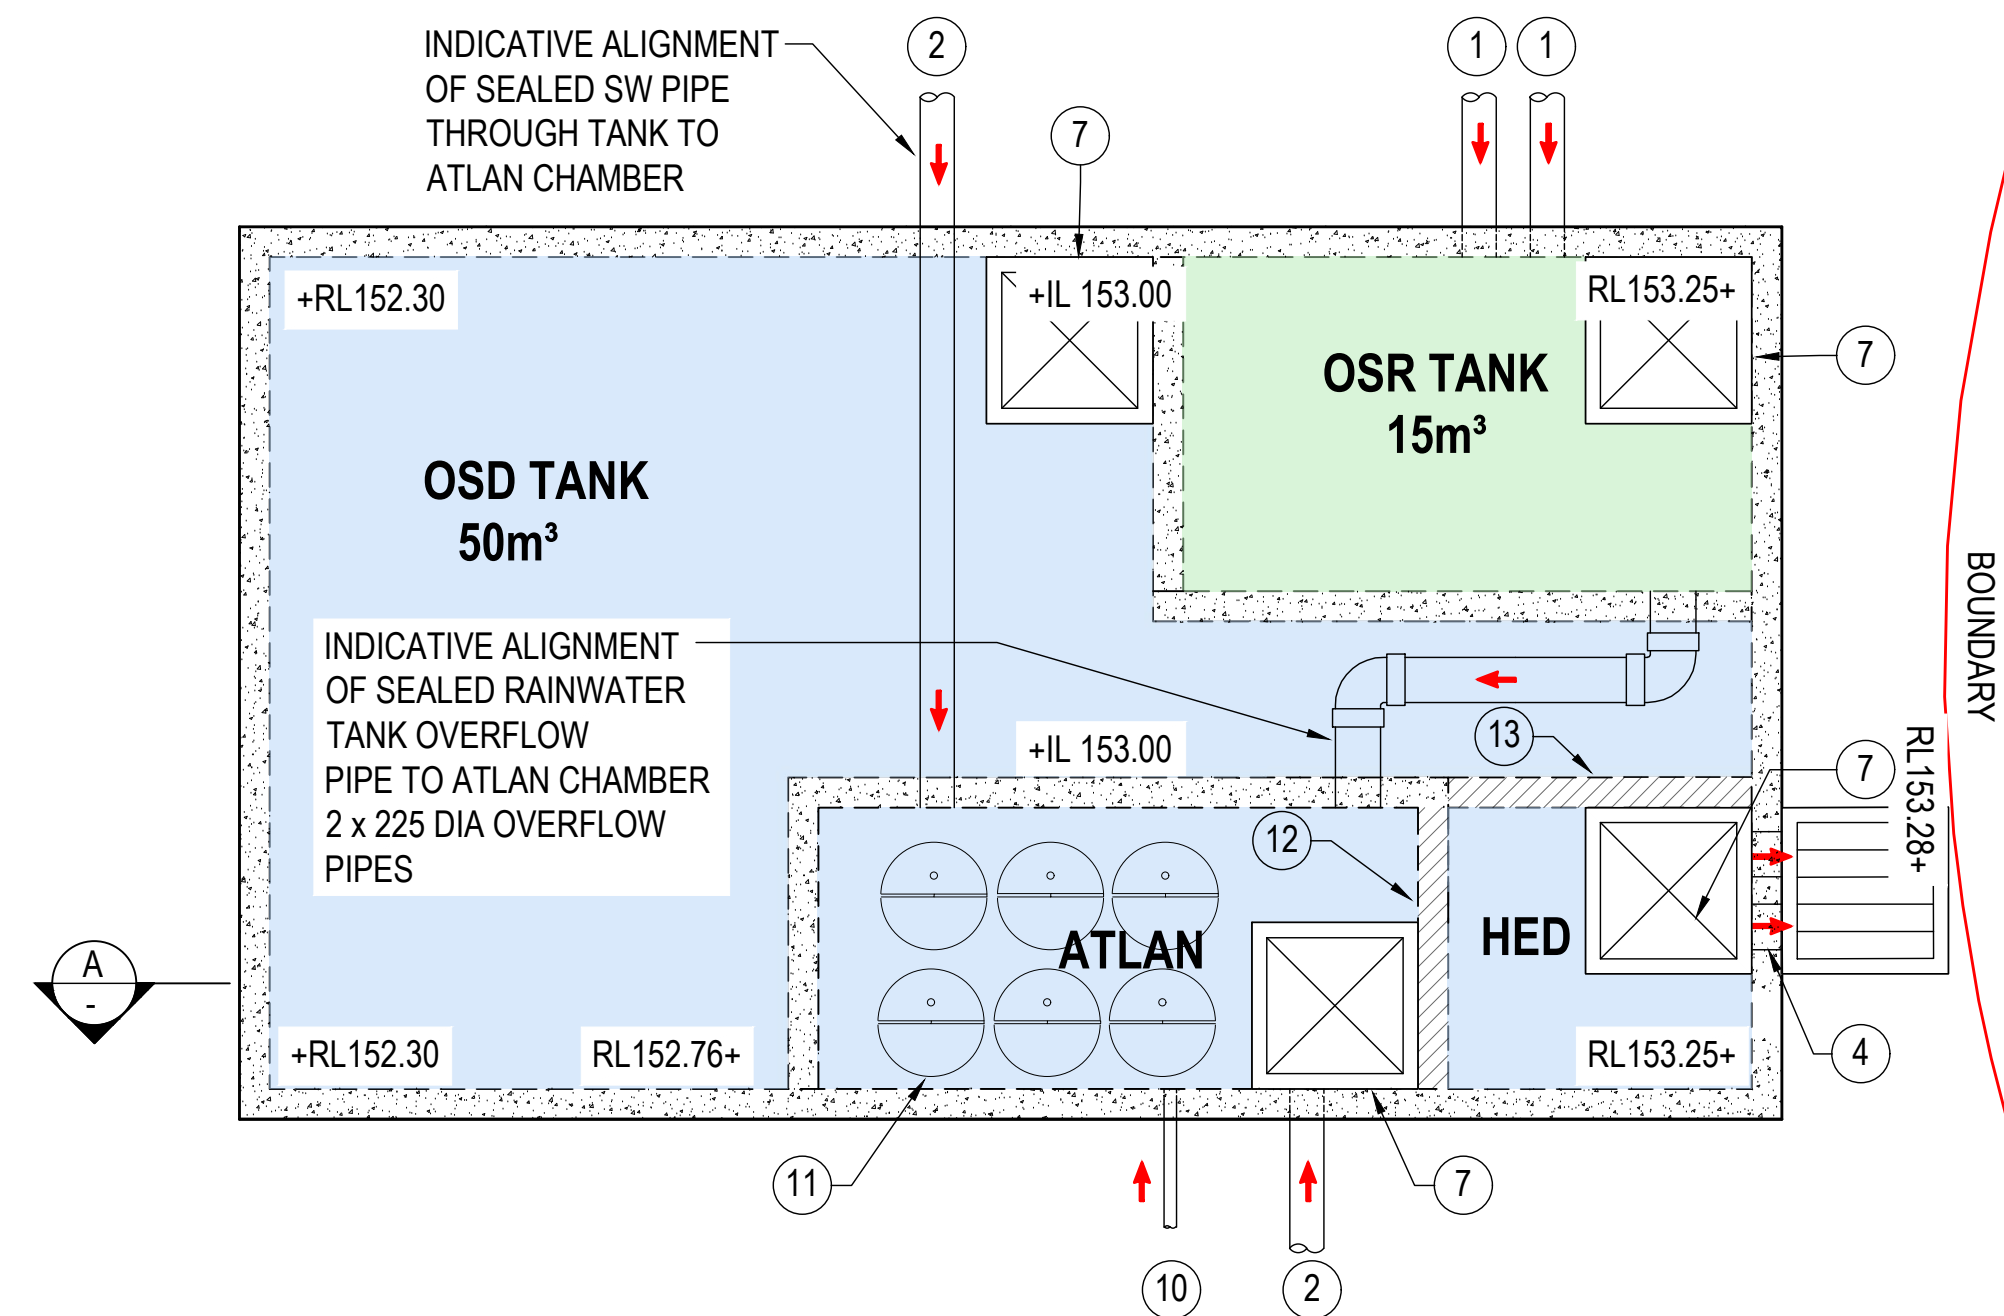 INDICATIVE ALIGNMENT
OF SEALED SW PIPE
THROUGH TANK TO
ATLAN CHAMBER
2
1
1
7
+RL152.30
+IL 153.00
RL153.25+
7
OSR TANK
15m³
OSD TANK
50m³
BOUNDARY
INDICATIVE ALIGNMENT
OF SEALED RAINWATER
TANK OVERFLOW
PIPE TO ATLAN CHAMBER
2 x 225 DIA OVERFLOW
PIPES
+IL 153.00
13
7
RL153.28+
12
ATLAN
HED
A
-
+RL152.30
RL152.76+
RL153.25+
4
11
7
10
2